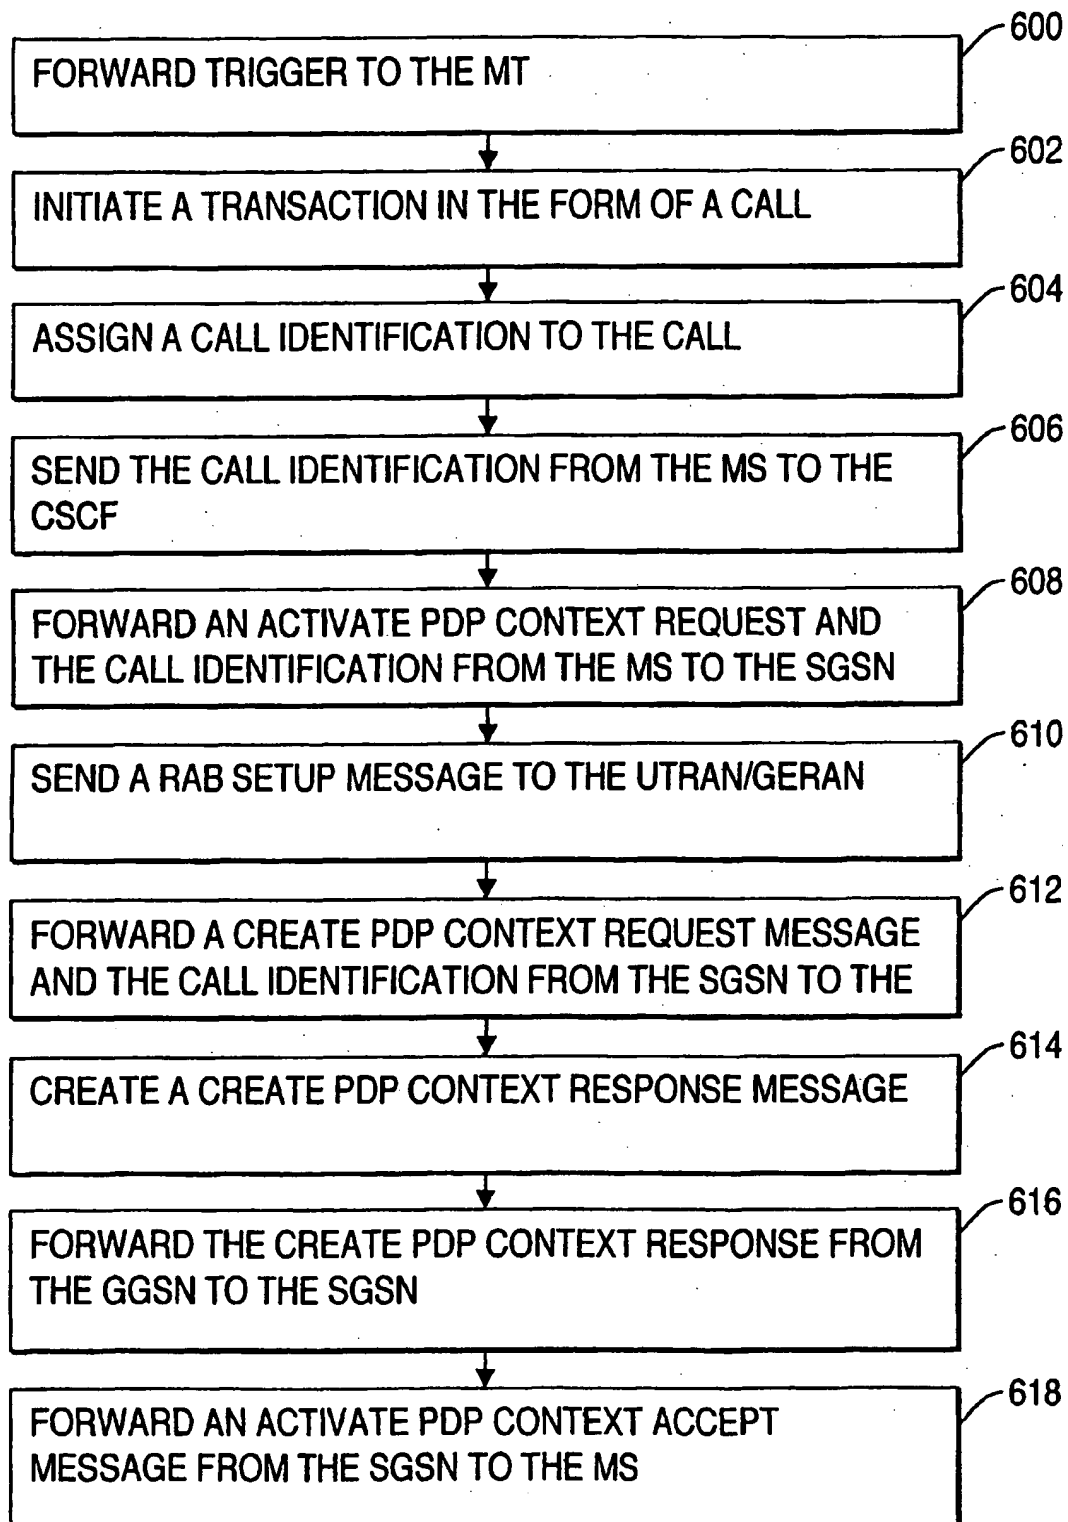 600
FORWARD TRIGGER TO THE MT
602
INITIATE A TRANSACTION IN THE FORM OF A CALL
604
ASSIGN A CALL IDENTIFICATION TO THE CALL
606
SEND THE CALL IDENTIFICATION FROM THE MS TO THE
CSCF
608
FORWARD AN ACTIVATE PDP CONTEXT REQUEST AND
THE CALL IDENTIFICATION FROM THE MS TO THE SGSN
610
SEND A RAB SETUP MESSAGE TO THE UTRAN/GERAN
612
FORWARD A CREATE PDP CONTEXT REQUEST MESSAGE
AND THE CALL IDENTIFICATION FROM THE SGSN TO THE
614
CREATE A CREATE PDP CONTEXT RESPONSE MESSAGE
616
FORWARD THE CREATE PDP CONTEXT RESPONSE FROM
THE GGSN TO THE SGSN
618
FORWARD AN ACTIVATE PDP CONTEXT ACCEPT
MESSAGE FROM THE SGSN TO THE MS